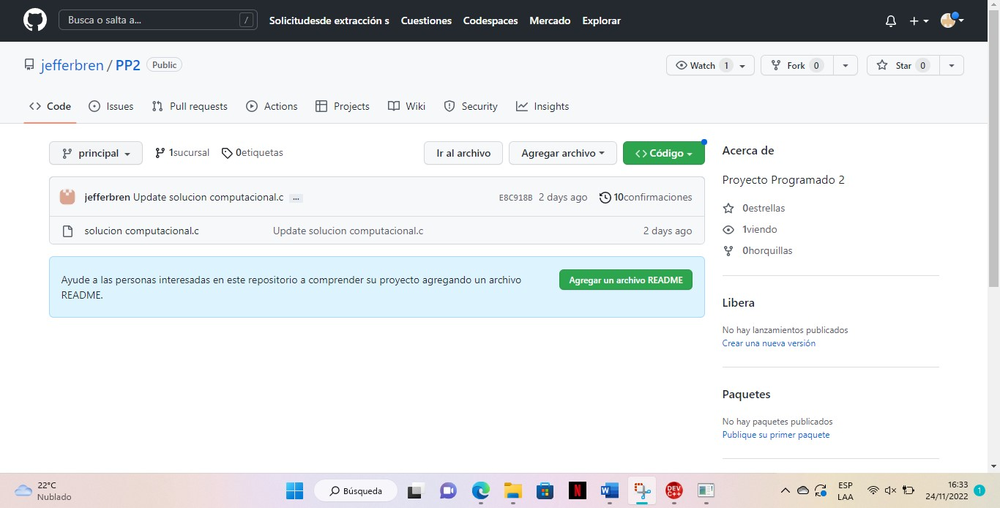 Busca o salta a... / Solicitudesde extracción s Cuestiones Codespaces Mercado Explorar
jefferbren / PP2 Public Watch 1 Fork 0 Star 0
Code Issues Pull requests Actions Projects Wiki Security Insights
principal 1sucursal 0etiquetas Ir al archivo Agregar archivo Código
jefferbren Update solucion computacional.c ... E8C918B 2 days ago 10confirmaciones
solucion computacional.c Update solucion computacional.c 2 days ago
Ayude a las personas interesadas en este repositorio a comprender su proyecto agregando un archivo
README.
Agregar un archivo README
Acerca de
Proyecto Programado 2
0estrellas
1viendo
0horquillas
Libera
No hay lanzamientos publicados
Crear una nueva versión
Paquetes
No hay paquetes publicados
Publique su primer paquete
22°C
Nublado
Búsqueda
N
W
DEV
C++
ESP
LAA
16:33
24/11/2022
1